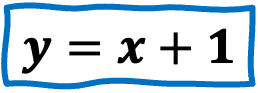 y = x + 1